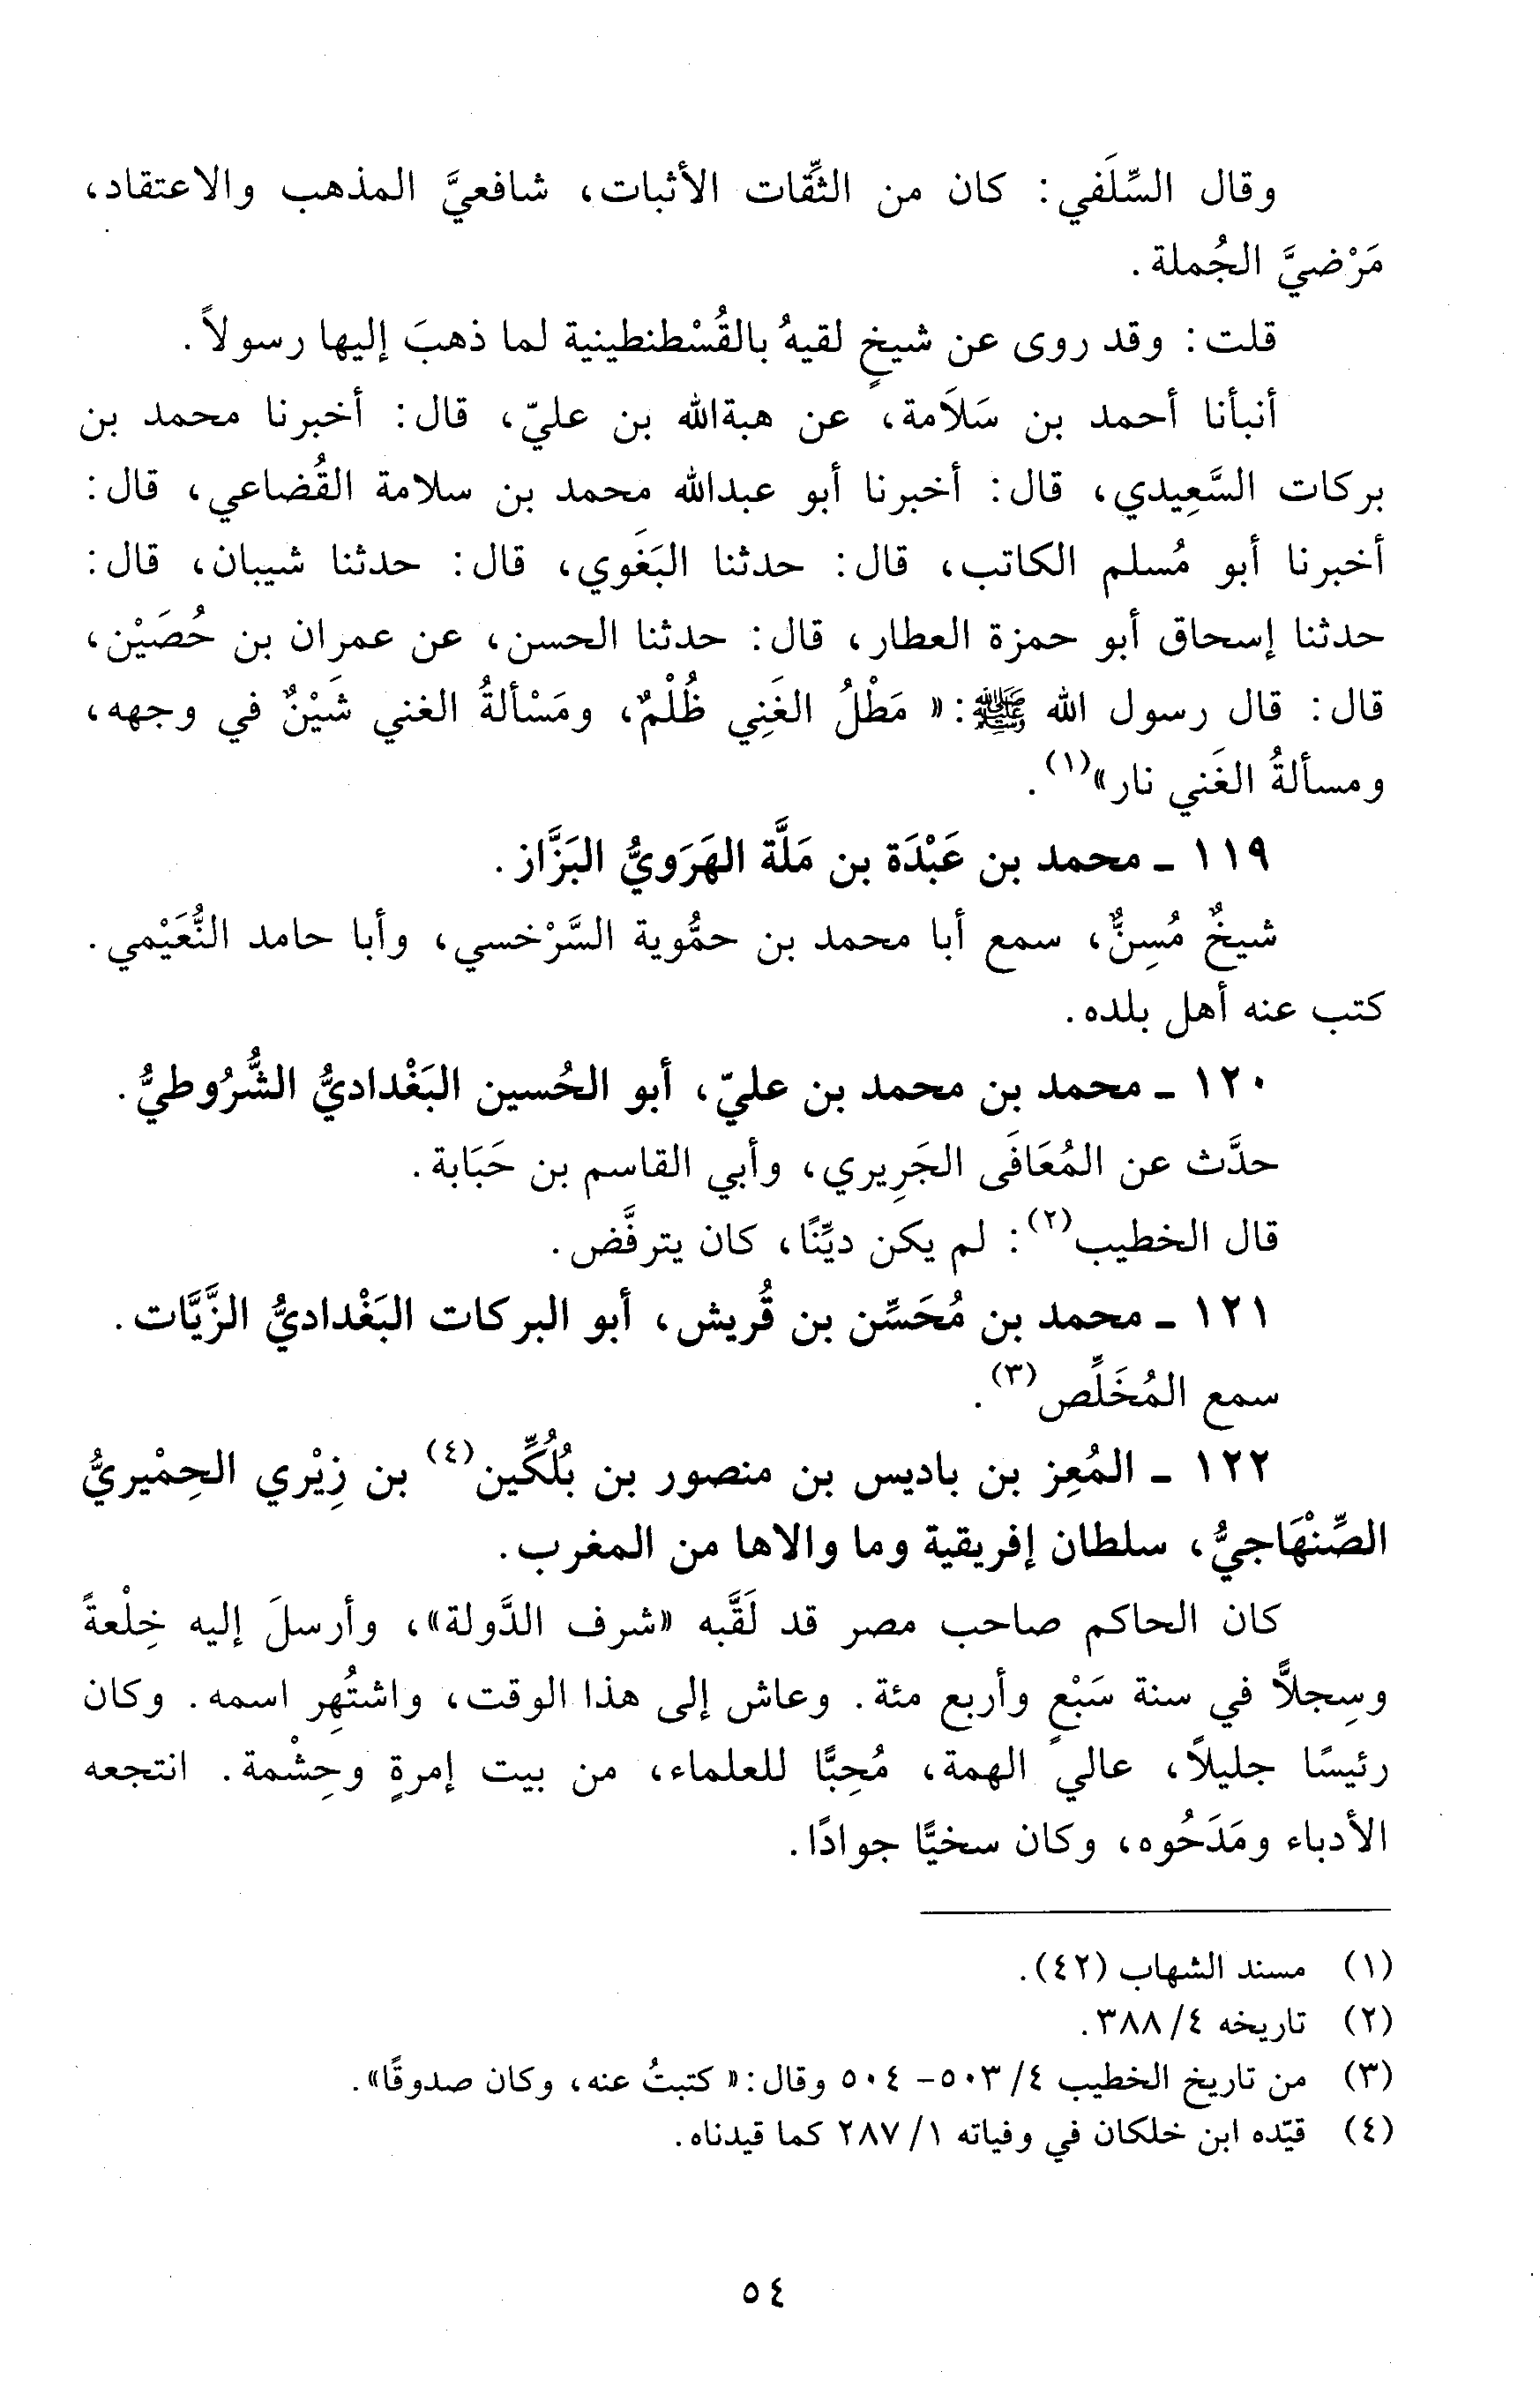 وقال السِّلَفي: كان من الثِّقات الأثبات، شافعيَّ المذهب والاعتقاد،
مَرْضيَّ الجُملة.
قلت: وقد روى عن شيخٍ لقيهُ بالقُسْطنطينية لما ذهبَ إليها رسولاً.
أنبأنا أحمد بن سَلاَمة، عن هبةالله بن عليّ، قال: أخبرنا محمد بن
بركات السَّعِيدي، قال: أخبرنا أبو عبدالله محمد بن سلامة القُضاعي، قال:
أخبرنا أبو مُسلم الكاتب، قال: حدثنا البَغَوي، قال: حدثنا شيبان، قال:
حدثنا إسحاق أبو حمزة العطار، قال: حدثنا الحسن، عن عمران بن حُصَيْن،
قال: قال رسول الله ﷺ: «مَطْلُ الغَنِي ظُلْمٌ، ومَسْألةُ الغني شَيْنٌ في وجهه،
ومسألةُ الغَني نار»(١).
١١٩ ـ محمد بن عَبْدَة بن مَلَّة الهَرَويُّ البَزَّاز.
شيخٌ مُسِنٌّ، سمع أبا محمد بن حمُّوية السَّرْخسي، وأبا حامد النُّعَيْمي.
كتب عنه أهل بلده.
١٢٠ ـ محمد بن محمد بن عليّ، أبو الحُسين البَغْداديُّ الشُّرُوطيُّ.
حدَّث عن المُعَافَى الجَرِيري، وأبي القاسم بن حَبَابة.
قال الخطيب(٢): لم يكن ديِّنًا، كان يترفَّض.
١٢١ ـ محمد بن مُحَسِّن بن قُريش، أبو البركات البَغْداديُّ الزَّيَّات.
سمع المُخَلِّص(٣).
١٢٢ ـ المُعِز بن باديس بن منصور بن بُلُكِّين(٤) بن زِيْري الحِمْيريُّ
الصِّنْهَاجيُّ، سلطان إفريقية وما والاها من المغرب.
كان الحاكم صاحب مصر قد لَقَّبه «شرف الدَّولة»، وأرسلَ إليه خِلْعةً
وسِجلاًّ في سنة سَبْعٍ وأربع مئة. وعاش إلى هذا الوقت، واشتُهِر اسمه. وكان
رئيسًا جليلاً، عالي الهمة، مُحِبًّا للعلماء، من بيت إمرةٍ وحِشْمة. انتجعه
الأدباء ومَدَحُوه، وكان سخيًّا جوادًا.
(١) مسند الشهاب (٤٢).
(٢) تاريخه ٤/ ٣٨٨.
(٣) من تاريخ الخطيب ٤/ ٥٠٣- ٥٠٤ وقال: «كتبتُ عنه، وكان صدوقًا».
(٤) قيّده ابن خلكان في وفياته ١/ ٢٨٧ كما قيدناه.
٥٤